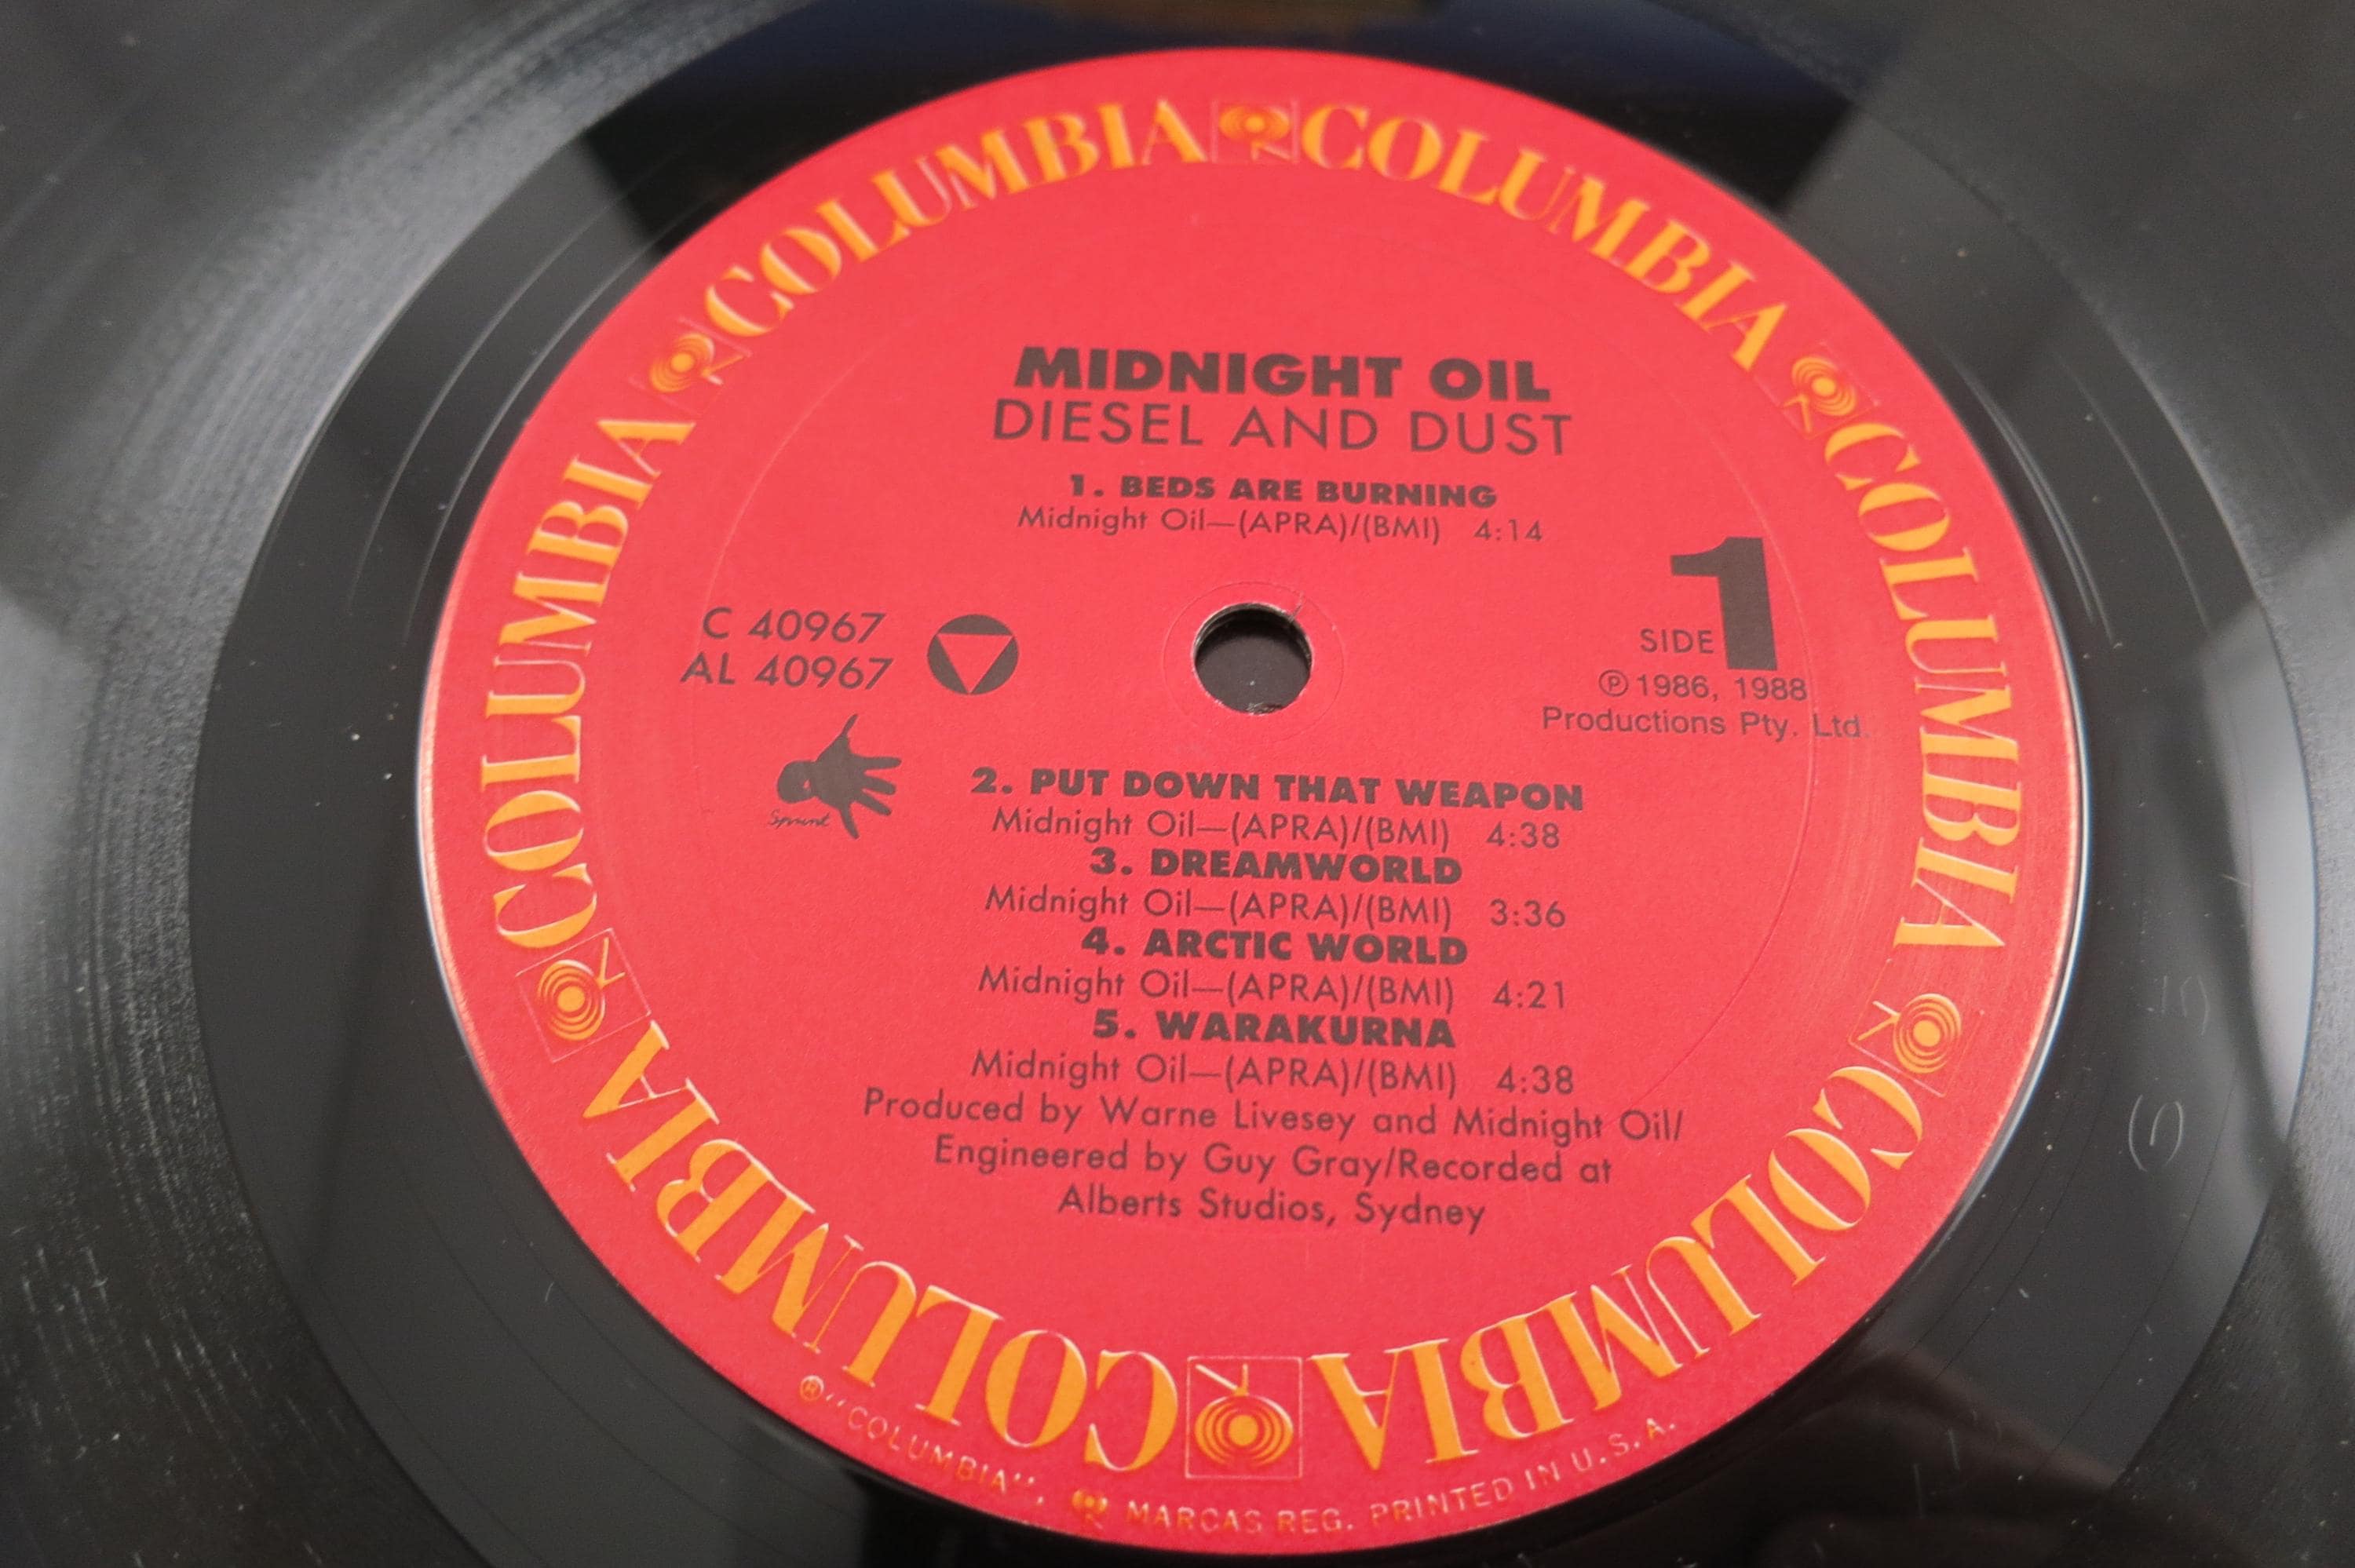 COLUMBIA COLUMBIA COLUMBIA COLUMBIA COLUMBIA COLUMBIA
MIDNIGHT OIL
DIESEL AND DUST
1. BEDS ARE BURNING
Midnight Oil—(APRA)/(BMI) 4:14
C 40967
AL 40967
SIDE 1
℗ 1986, 1988
Productions Pty. Ltd.
Sprint
2. PUT DOWN THAT WEAPON
Midnight Oil—(APRA)/(BMI) 4:38
3. DREAMWORLD
Midnight Oil—(APRA)/(BMI) 3:36
4. ARCTIC WORLD
Midnight Oil—(APRA)/(BMI) 4:21
5. WARAKURNA
Midnight Oil—(APRA)/(BMI) 4:38
Produced by Warne Livesey and Midnight Oil/
Engineered by Guy Gray/Recorded at
Alberts Studios, Sydney
® "COLUMBIA", MARCAS REG. PRINTED IN U.S.A.